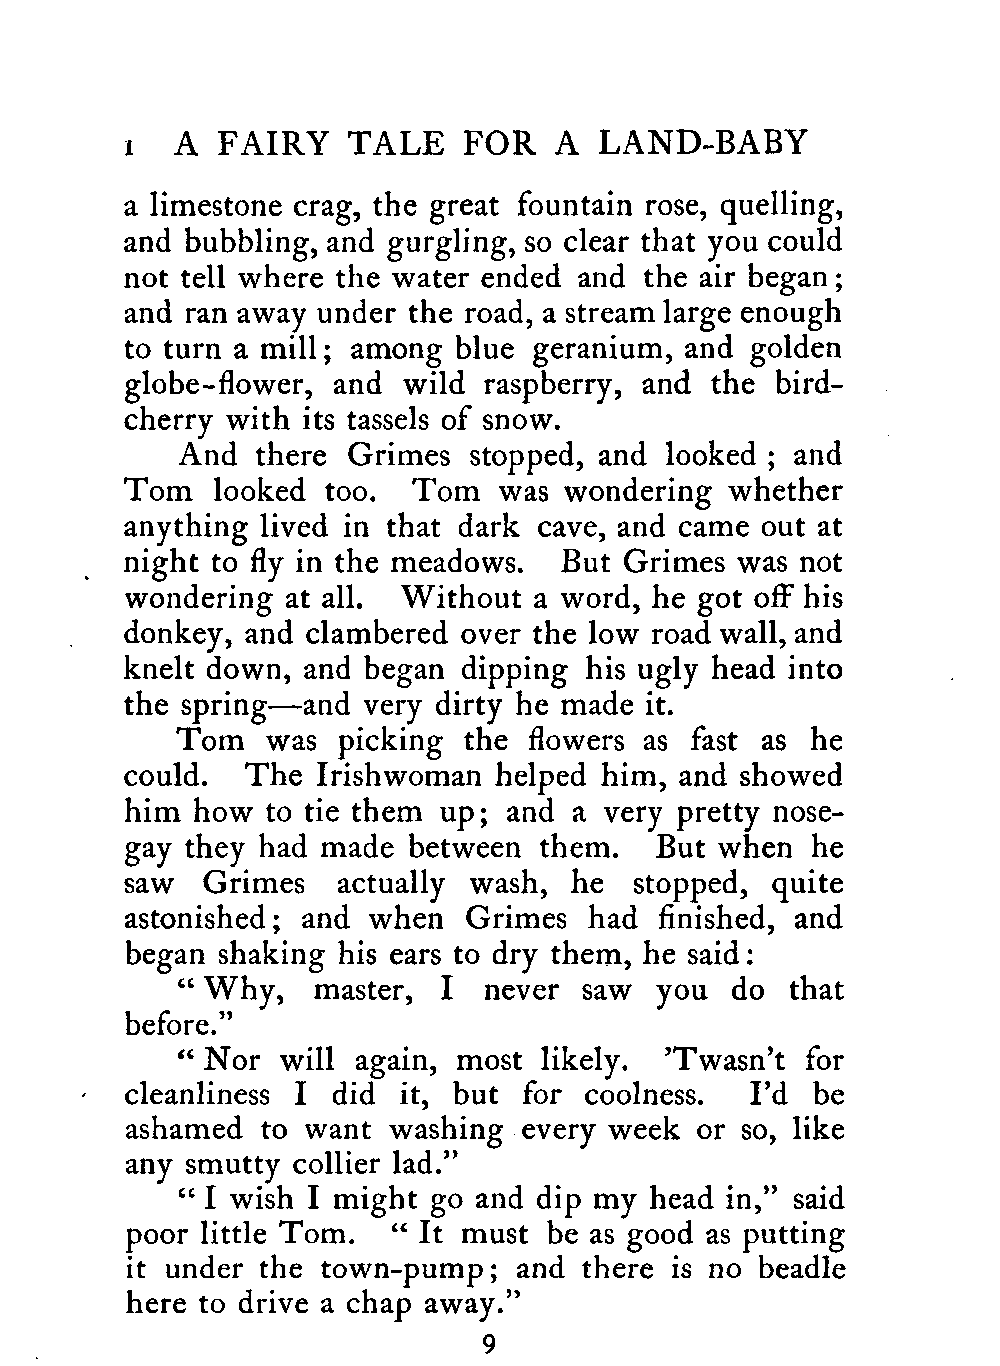 I A FAIRY TALE FOR A LAND-BABY
a limestone crag, the great fountain rose, quelling,
and bubbling, and gurgling, so clear that you could
not tell where the water ended and the air began;
and ran away under the road, a stream large enough
to turn a mill; among blue geranium, and golden
globe-flower, and wild raspberry, and the bird-
cherry with its tassels of snow.
And there Grimes stopped, and looked; and
Tom looked too. Tom was wondering whether
anything lived in that dark cave, and came out at
night to fly in the meadows. But Grimes was not
wondering at all. Without a word, he got off his
donkey, and clambered over the low road wall, and
knelt down, and began dipping his ugly head into
the spring—and very dirty he made it.
Tom was picking the flowers as fast as he
could. The Irishwoman helped him, and showed
him how to tie them up; and a very pretty nose-
gay they had made between them. But when he
saw Grimes actually wash, he stopped, quite
astonished; and when Grimes had finished, and
began shaking his ears to dry them, he said:
"Why, master, I never saw you do that
before."
"Nor will again, most likely. 'Twasn't for
cleanliness I did it, but for coolness. I'd be
ashamed to want washing every week or so, like
any smutty collier lad."
"I wish I might go and dip my head in," said
poor little Tom. "It must be as good as putting
it under the town-pump; and there is no beadle
here to drive a chap away."
9